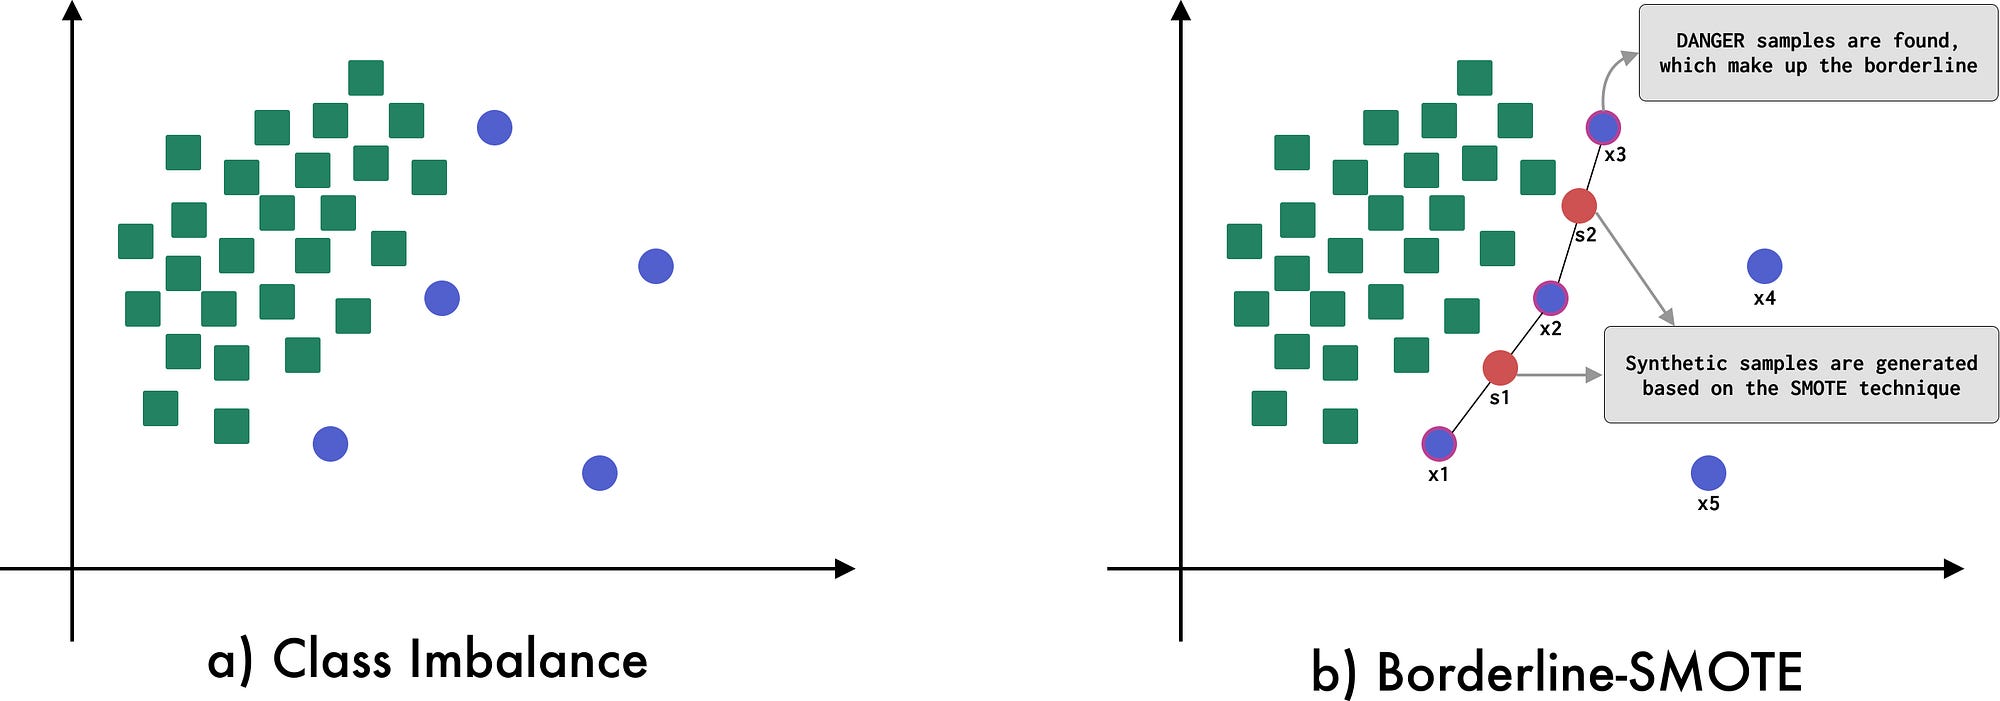 DANGER samples are found,
which make up the borderline
x3
s2
x4
x2
Synthetic samples are generated
based on the SMOTE technique
s1
x1
x5
a) Class Imbalance
b) Borderline-SMOTE